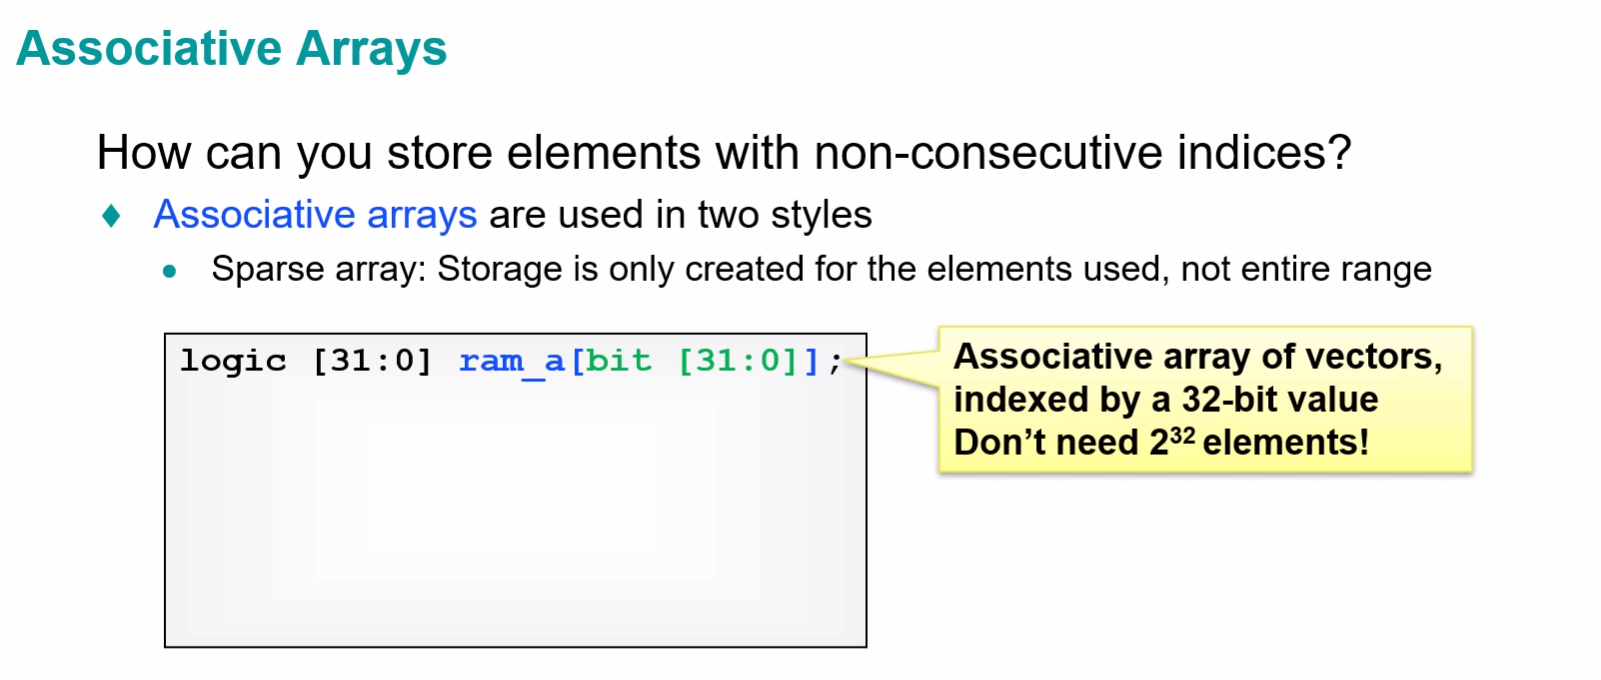 Associative Arrays
How can you store elements with non-consecutive indices?
♦ Associative arrays are used in two styles
• Sparse array: Storage is only created for the elements used, not entire range
logic [31:0] ram_a[bit [31:0]];
Associative array of vectors,
indexed by a 32-bit value
Don’t need 2³² elements!